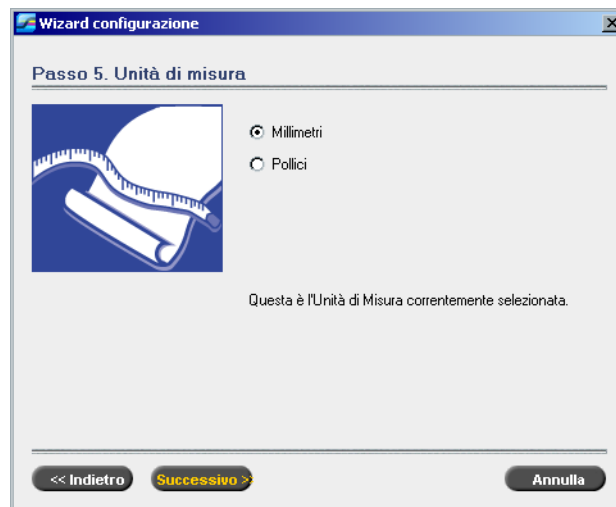 Wizard configurazione
Passo 5. Unità di misura
Millimetri
Pollici
Questa è l'Unità di Misura correntemente selezionata.
<< Indietro
Successivo >>
Annulla